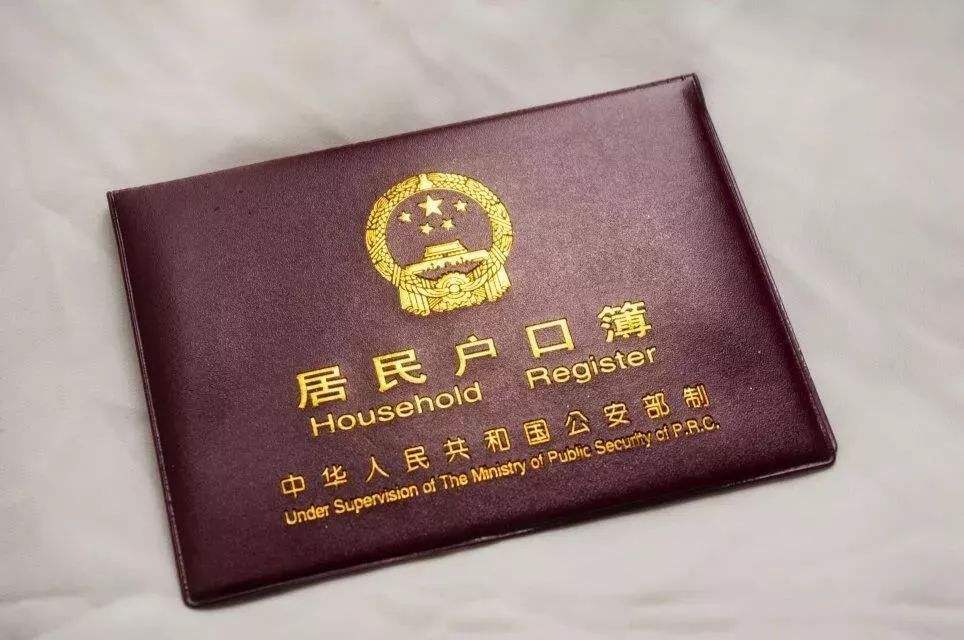 居民户口簿
Household Register
中华人民共和国公安部制
Under Supervision of The Ministry of Public Security of P.R.C.